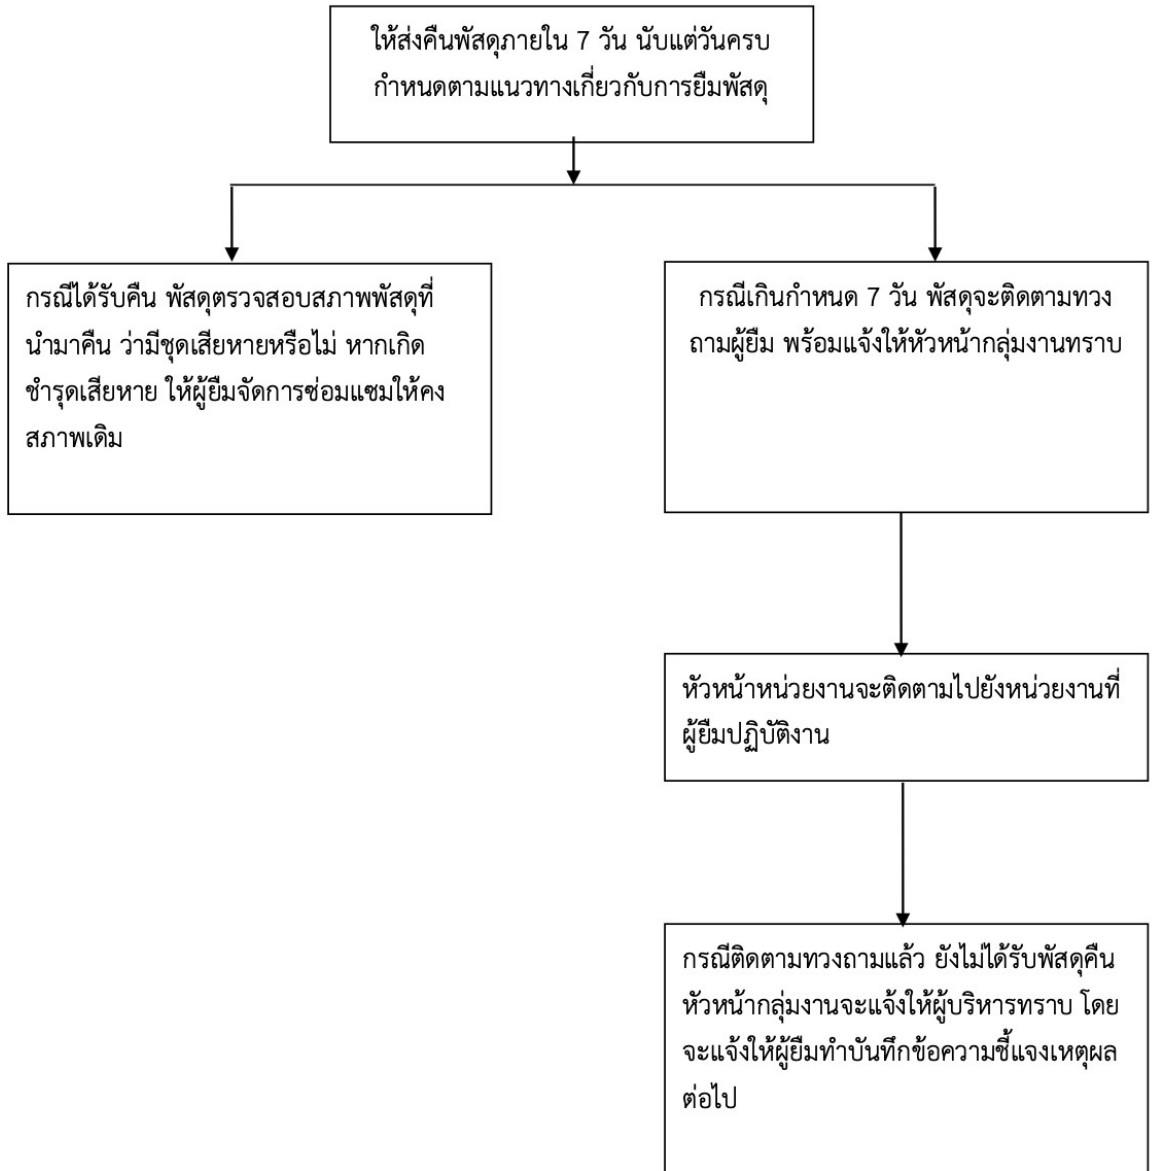 ให้ส่งคืนพัสดุภายใน 7 วัน นับแต่วันครบ
กำหนดตามแนวทางเกี่ยวกับการยืมพัสดุ
กรณีได้รับคืน พัสดุตรวจสอบสภาพพัสดุที่
นำมาคืน ว่ามีชุดเสียหายหรือไม่ หากเกิด
ชำรุดเสียหาย ให้ผู้ยืมจัดการซ่อมแซมให้คง
สภาพเดิม
กรณีเกินกำหนด 7 วัน พัสดุจะติดตามทวง
ถามผู้ยืม พร้อมแจ้งให้หัวหน้ากลุ่มงานทราบ
หัวหน้าหน่วยงานจะติดตามไปยังหน่วยงานที่
ผู้ยืมปฏิบัติงาน
กรณีติดตามทวงถามแล้ว ยังไม่ได้รับพัสดุคืน
หัวหน้ากลุ่มงานจะแจ้งให้ผู้บริหารทราบ โดย
จะแจ้งให้ผู้ยืมทำบันทึกข้อความชี้แจงเหตุผล
ต่อไป